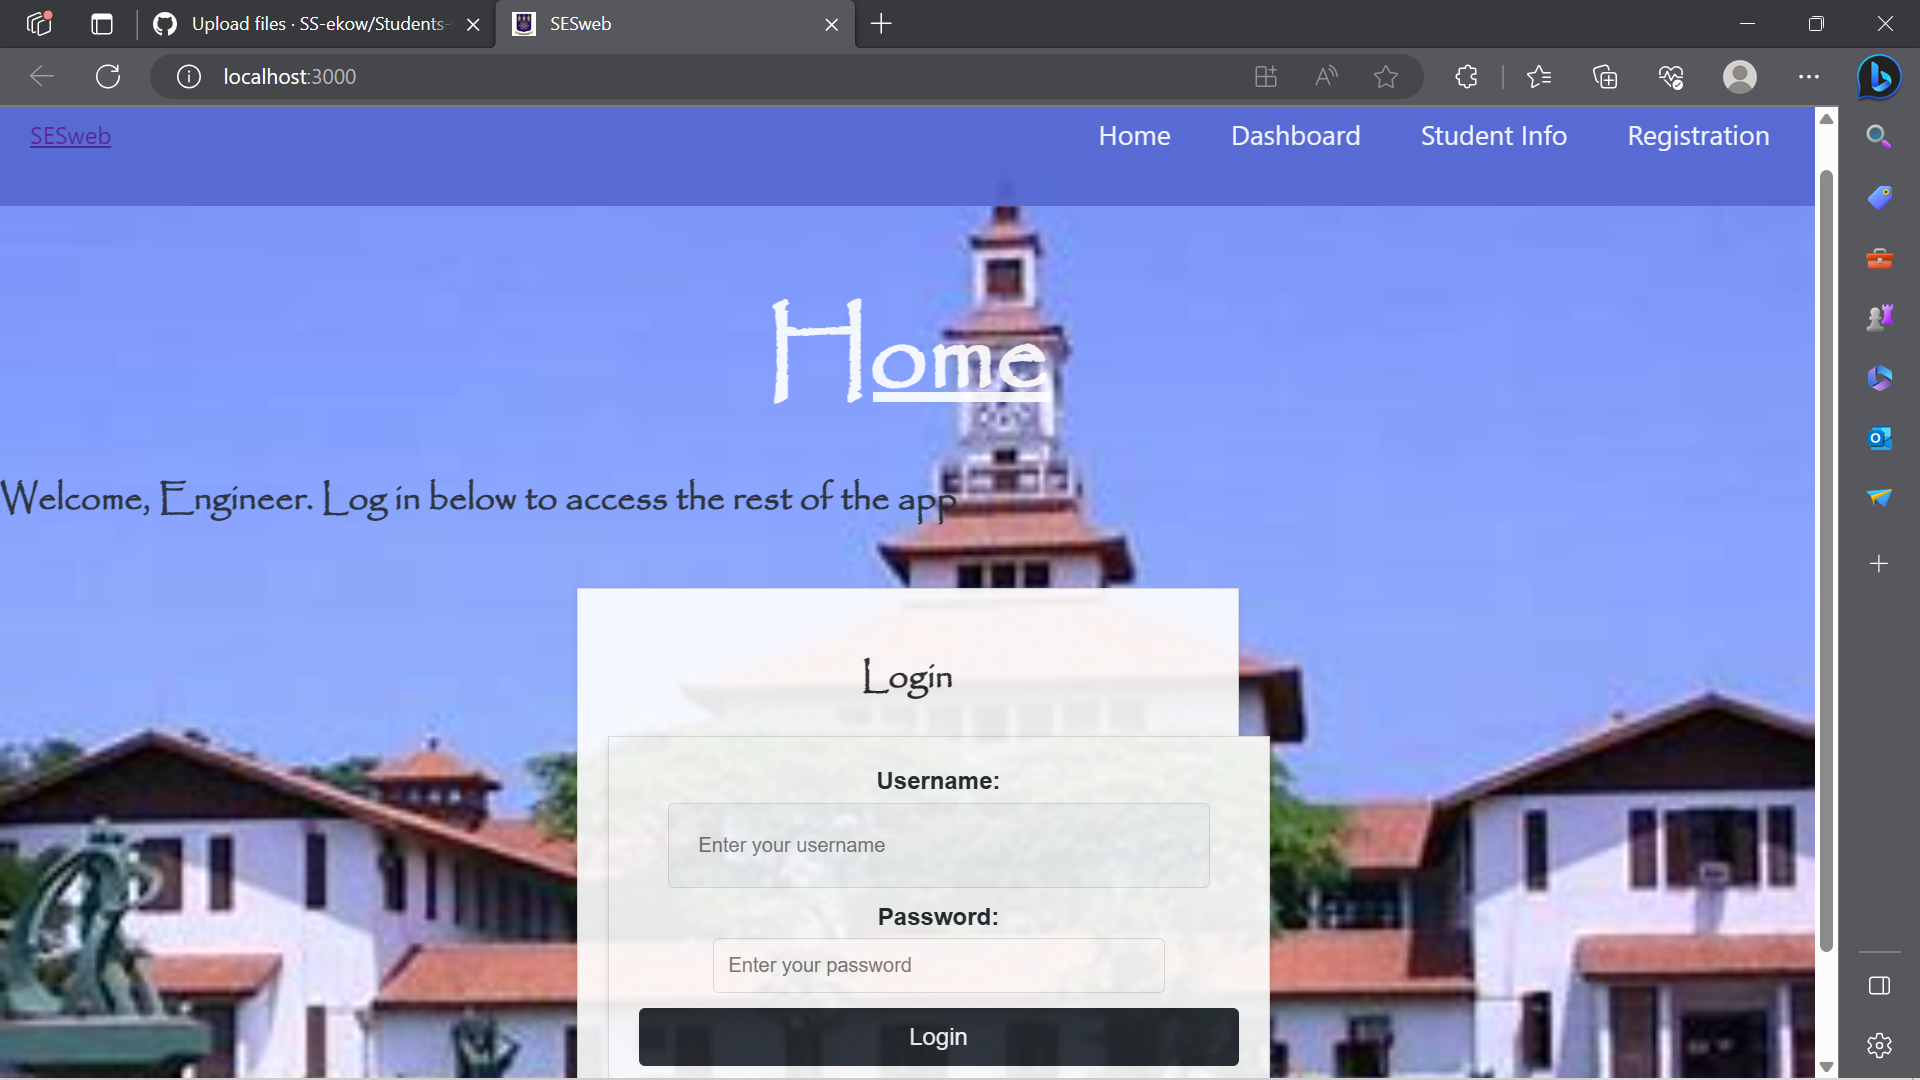 Upload files · SS-ekow/Students-
SESweb
localhost:3000
SESweb
Home
Dashboard
Student Info
Registration
Home
Welcome, Engineer. Log in below to access the rest of the app
Login
Username:
Enter your username
Password:
Enter your password
Login